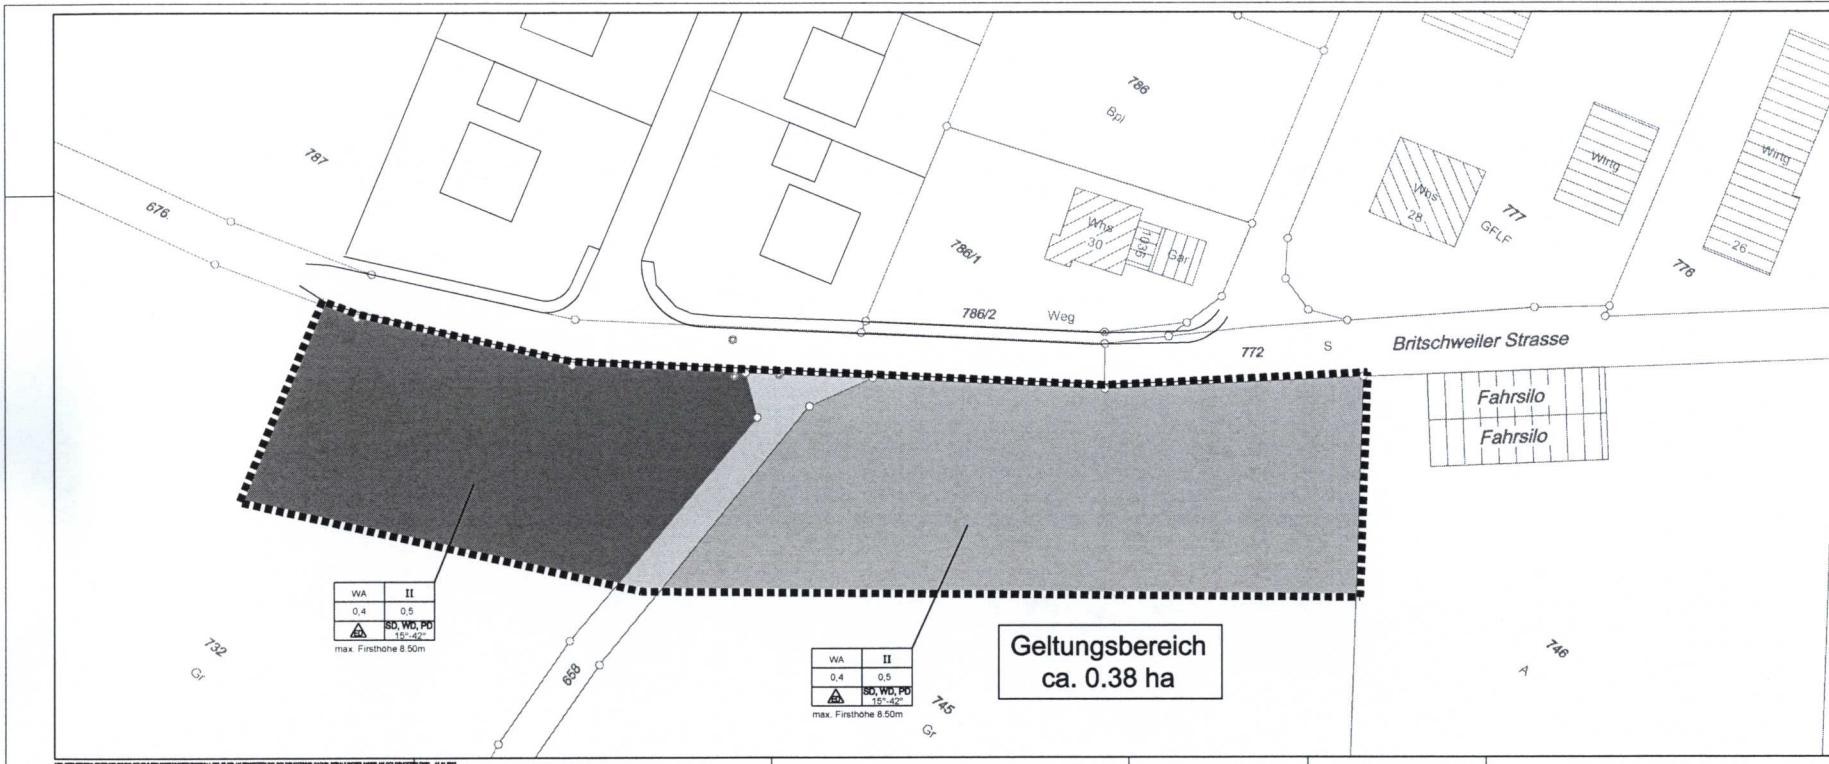 786
Bpl
787
676
Whs
28
777
GFLF
Wirtg
Wirtg
26
776
786/1
Whs
30
1035
Gar
786/2
Weg
772
S
Britschweiler Strasse
Fahrsilo
Fahrsilo
WA II
0,4 0,5
ED SD, WD, PD
15°-42°
max. Firsthöhe 8.50m
WA II
0,4 0,5
ED SD, WD, PD
15°-42°
max. Firsthöhe 8.50m
Geltungsbereich
ca. 0.38 ha
732
Gr
658
745
Gr
746
A